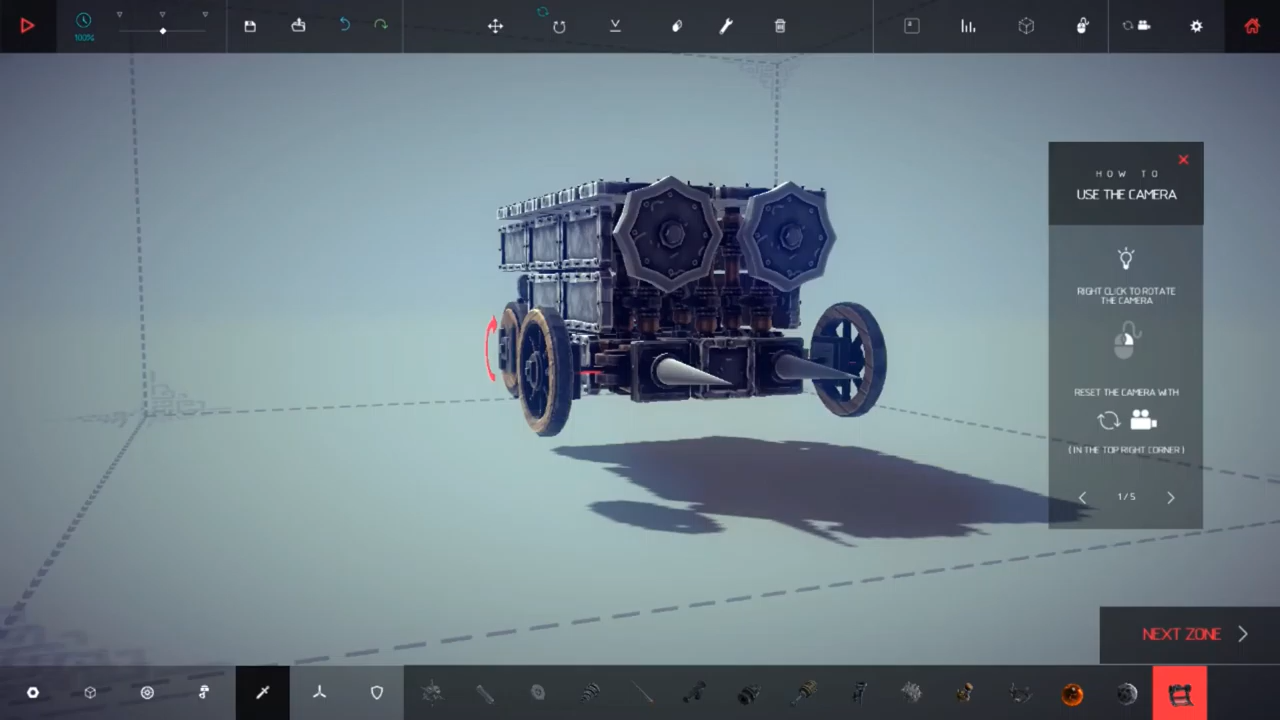 100%
HOW TO
USE THE CAMERA
RIGHT CLICK TO ROTATE
THE CAMERA
RESET THE CAMERA WITH
(IN THE TOP RIGHT CORNER)
1/5
NEXT ZONE